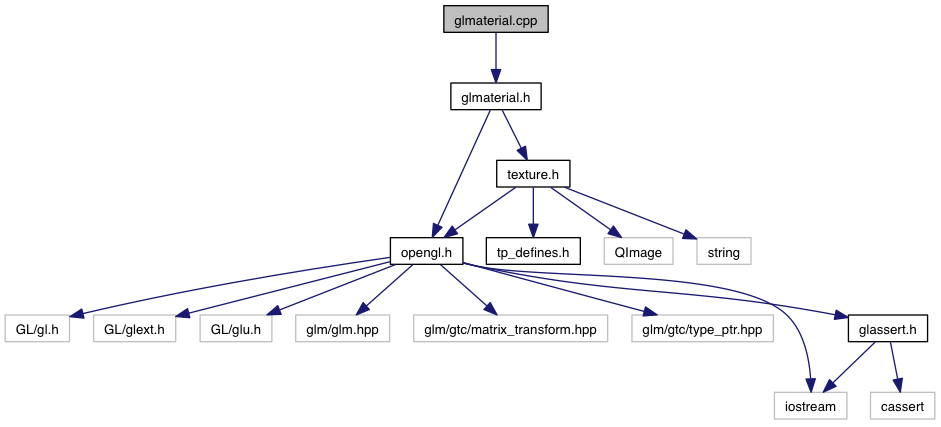 glmaterial.cpp
glmaterial.h
texture.h
opengl.h
tp_defines.h
QImage
string
GL/gl.h
GL/glext.h
GL/glu.h
glm/glm.hpp
glm/gtc/matrix_transform.hpp
glm/gtc/type_ptr.hpp
glassert.h
iostream
cassert